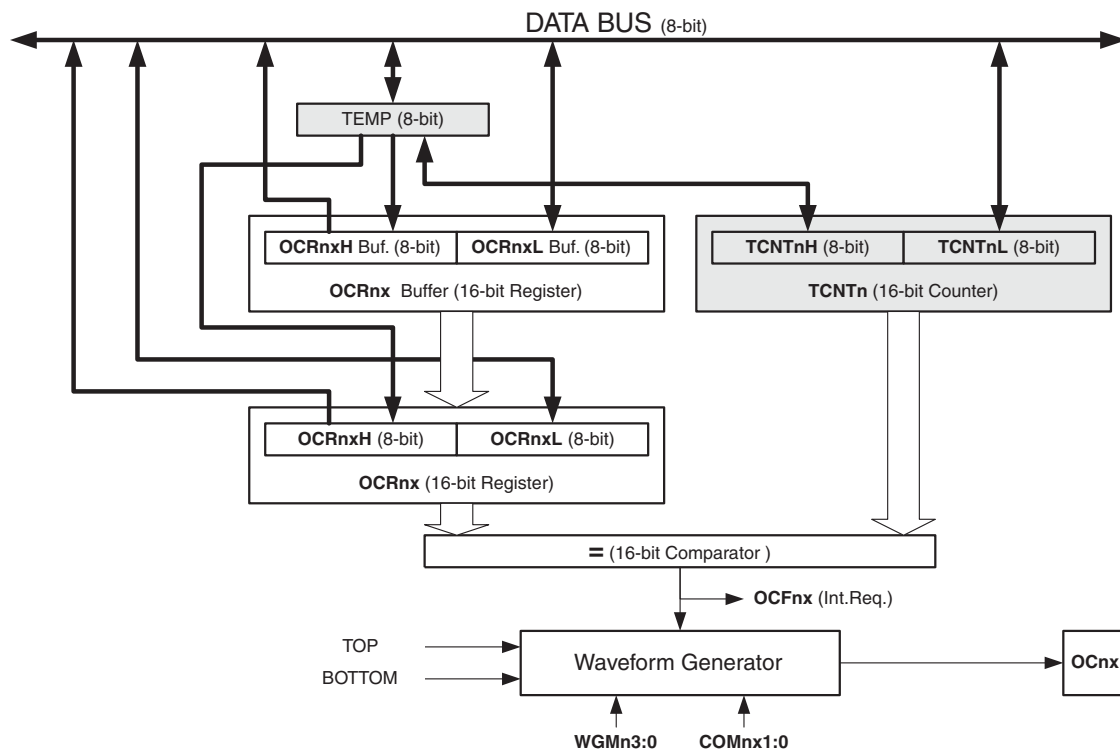 DATA BUS (8-bit)
TEMP (8-bit)
OCRnxH Buf. (8-bit)
OCRnxL Buf. (8-bit)
OCRnx Buffer (16-bit Register)
TCNTnH (8-bit)
TCNTnL (8-bit)
TCNTn (16-bit Counter)
OCRnxH (8-bit)
OCRnxL (8-bit)
OCRnx (16-bit Register)
= (16-bit Comparator )
OCFnx (Int.Req.)
TOP
BOTTOM
Waveform Generator
OCnx
WGMn3:0
COMnx1:0